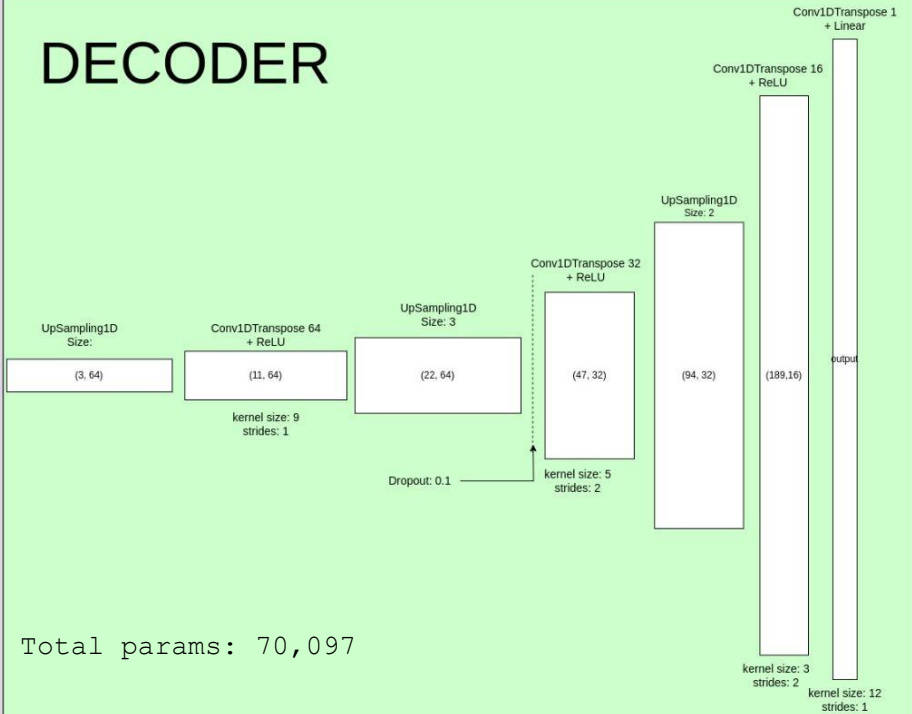 DECODER
UpSampling1D
Size:
(3, 64)
Conv1DTranspose 64
+ ReLU
(11, 64)
kernel size: 9
strides: 1
UpSampling1D
Size: 3
(22, 64)
Dropout: 0.1
Conv1DTranspose 32
+ ReLU
(47, 32)
kernel size: 5
strides: 2
UpSampling1D
Size: 2
(94, 32)
Conv1DTranspose 16
+ ReLU
(189,16)
kernel size: 3
strides: 2
Conv1DTranspose 1
+ Linear
output
kernel size: 12
strides: 1
Total params: 70,097